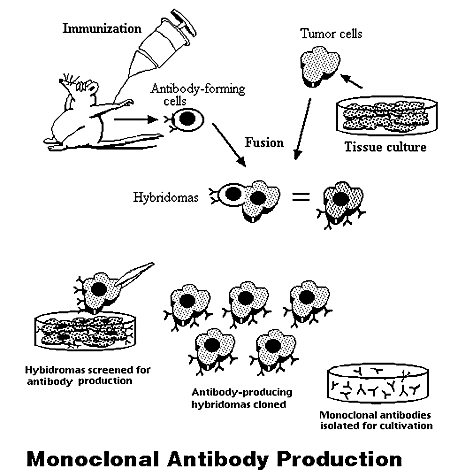 Immunization
Tumor cells
Antibody-forming
cells
Fusion
Tissue culture
Hybridomas
=
Hybidromas screened for
antibody production
Antibody-producing
hybridomas cloned
Monoclonal antibodies
isolated for cultivation
Monoclonal Antibody Production